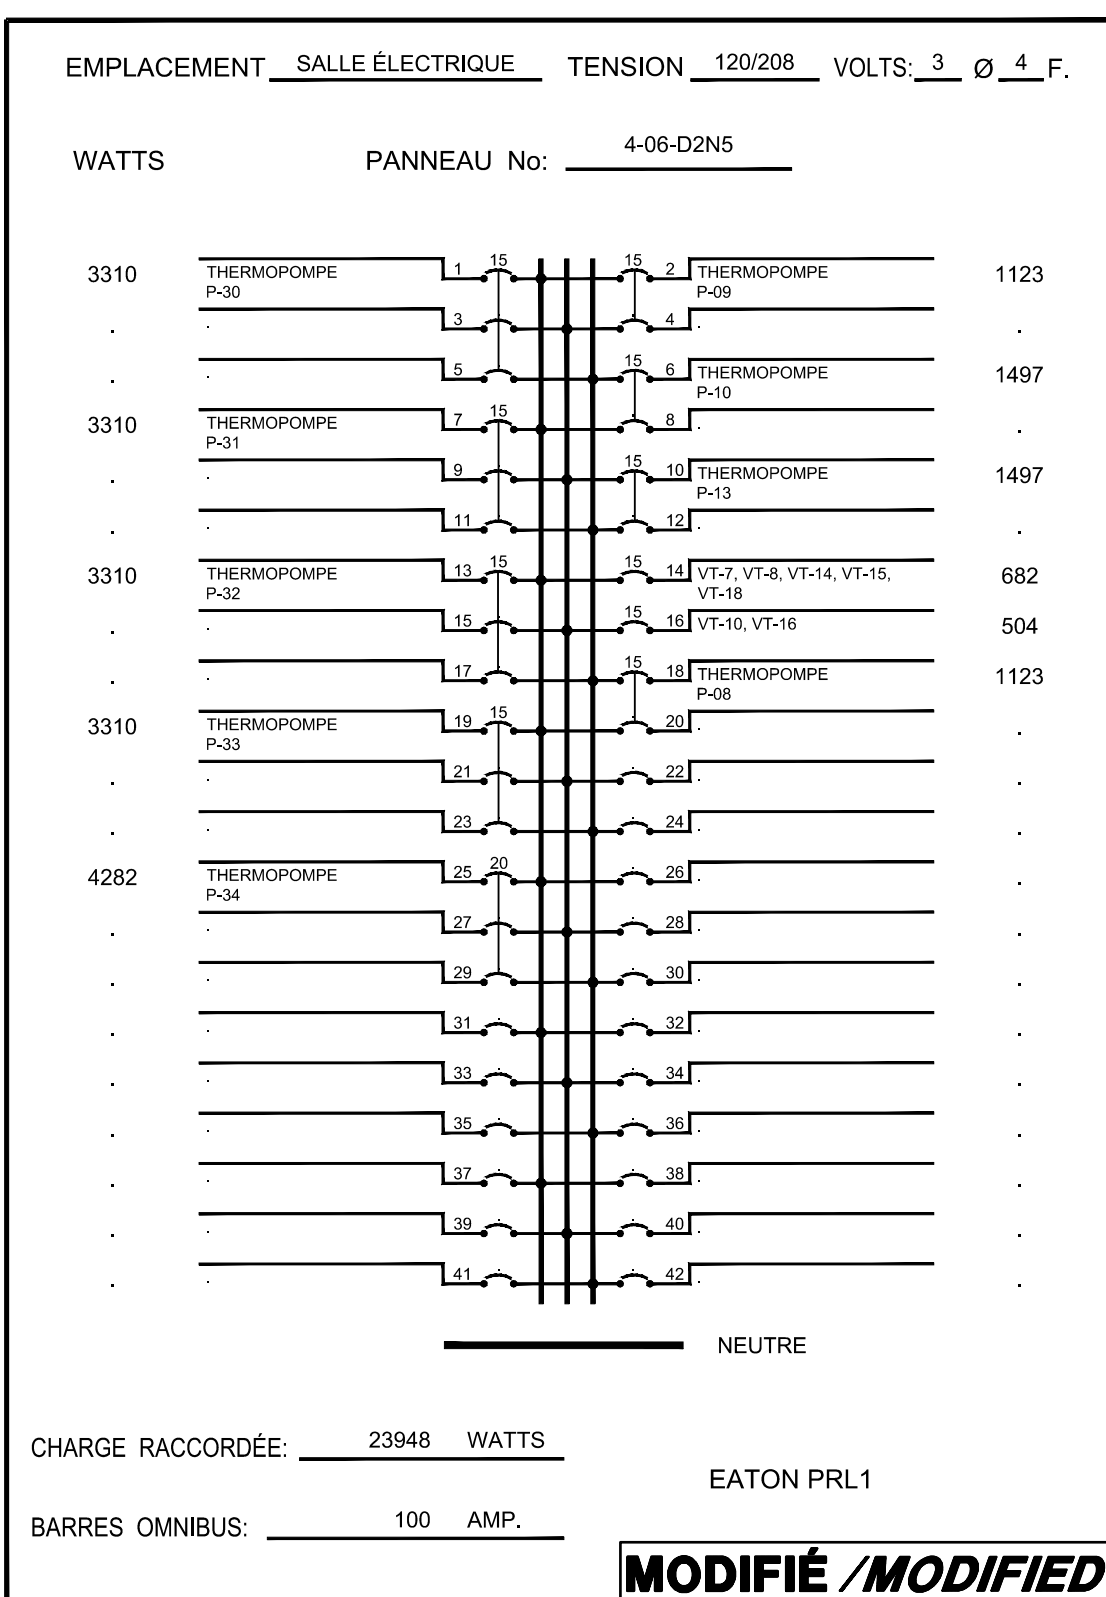 EMPLACEMENT SALLE ÉLECTRIQUE TENSION 120/208 VOLTS: 3 Ø 4 F.
WATTS PANNEAU No: 4-06-D2N5
3310 THERMOPOMPE 1 15 15 2 THERMOPOMPE 1123
P-30 P-09
. . 3 4 . .
. . 5 15 6 THERMOPOMPE 1497
P-10
3310 THERMOPOMPE 7 15 8 . .
P-31
. . 9 15 10 THERMOPOMPE 1497
P-13
. . 11 12 . .
3310 THERMOPOMPE 13 15 15 14 VT-7, VT-8, VT-14, VT-15, 682
P-32 VT-18
. . 15 15 16 VT-10, VT-16 504
. . 17 15 18 THERMOPOMPE 1123
P-08
3310 THERMOPOMPE 19 15 20 . .
P-33
. . 21 . 22 . .
. . 23 . 24 . .
4282 THERMOPOMPE 25 20 . 26 . .
P-34
. . 27 . 28 . .
. . 29 . 30 . .
. . 31 . . 32 . .
. . 33 . . 34 . .
. . 35 . . 36 . .
. . 37 . . 38 . .
. . 39 . . 40 . .
. . 41 . . 42 . .
NEUTRE
CHARGE RACCORDÉE: 23948 WATTS
EATON PRL1
BARRES OMNIBUS: 100 AMP.
MODIFIÉ /MODIFIED